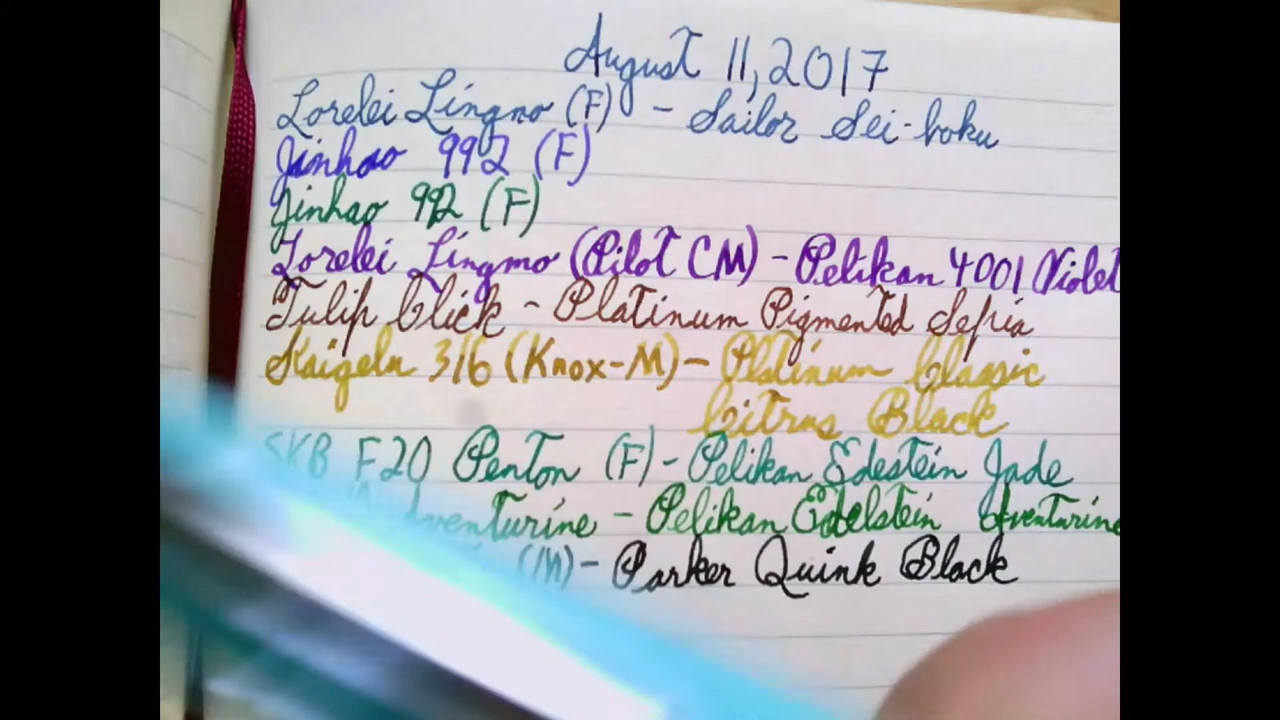 August 11, 2017
Lorelei Lingmo (F) - Sailor Sei-boku
Jinhao 992 (F)
Jinhao 992 (F)
Lorelei Lingmo (Pilot CM) - Pelikan 4001 Violet
Tulip Click - Platinum Pigmented Sepia
Kaigelu 316 (Knox-M) - Platinum Classic
Citrus Black
SKB F20 Penton (F) - Pelikan Edestein Jade
Aventurine - Pelikan Edelstein Aventurine
(M) - Parker Quink Black